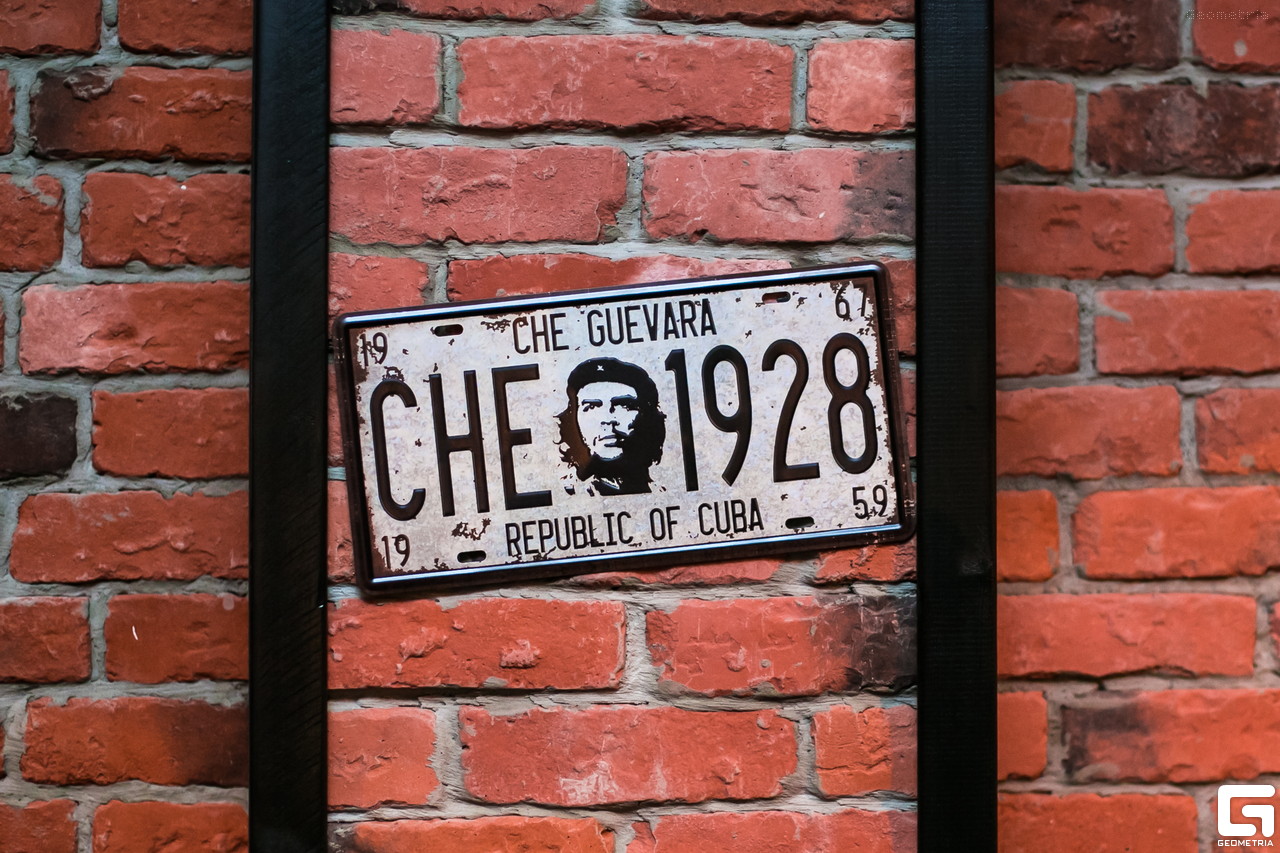 geometria
19 CHE GUEVARA 67
CHE 1928
19 REPUBLIC OF CUBA 59
GEOMETRIA